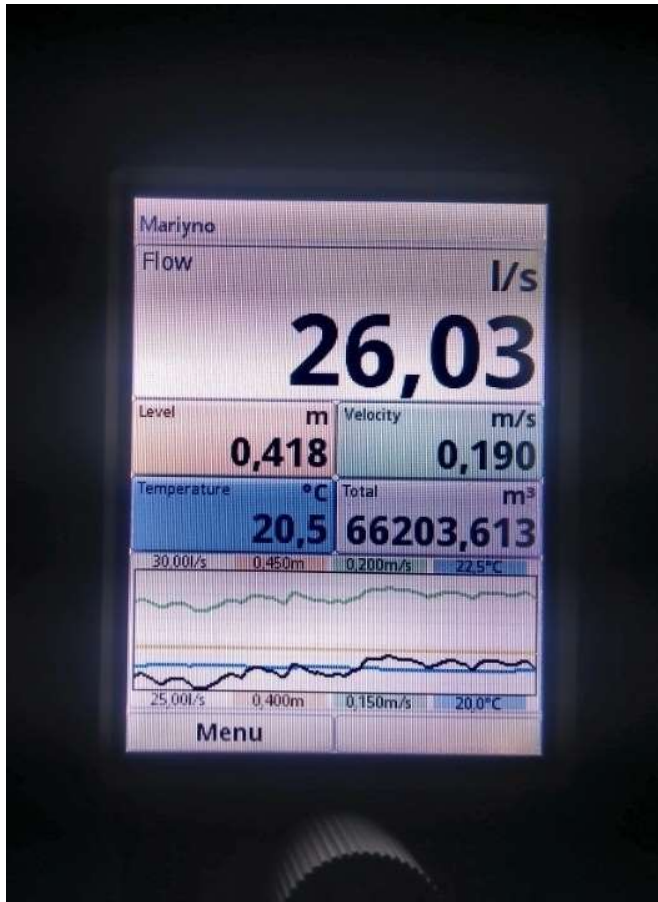 Mariyno
Flow l/s
26,03
Level m Velocity m/s
0,418 0,190
Temperature °C Total m³
20,5 66203,613
30,00l/s 0,450m 0,200m/s 22,5°C
25,00l/s 0,400m 0,150m/s 20,0°C
Menu